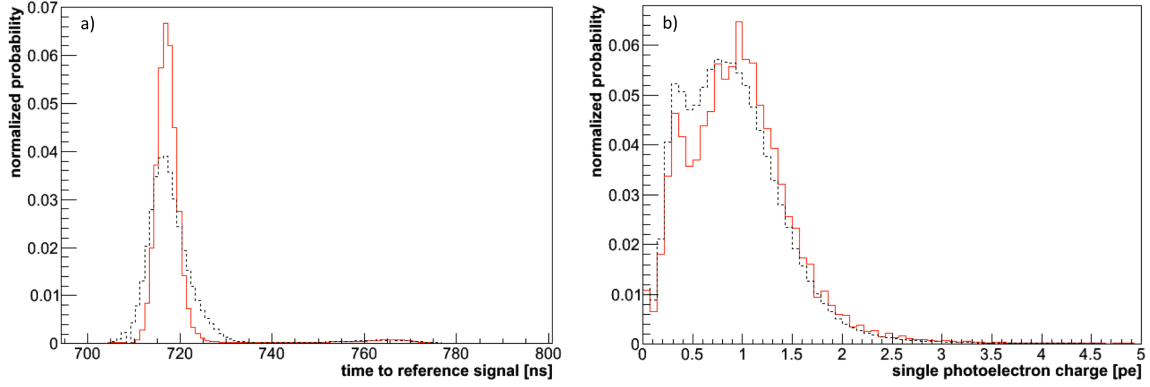 a)
normalized probability
0.07
0.06
0.05
0.04
0.03
0.02
0.01
0
700 720 740 760 780 800
time to reference signal [ns]
b)
normalized probability
0.06
0.05
0.04
0.03
0.02
0.01
0
0 0.5 1 1.5 2 2.5 3 3.5 4 4.5 5
single photoelectron charge [pe]